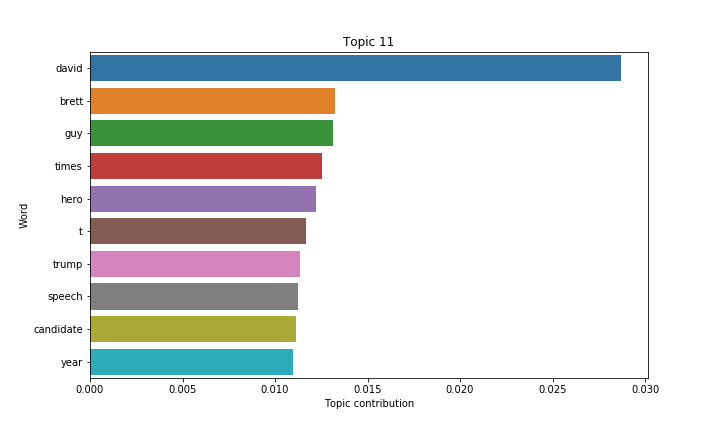 Topic 11
david
brett
guy
times
hero
t
trump
speech
candidate
year
Word
0.000 0.005 0.010 0.015 0.020 0.025 0.030
Topic contribution